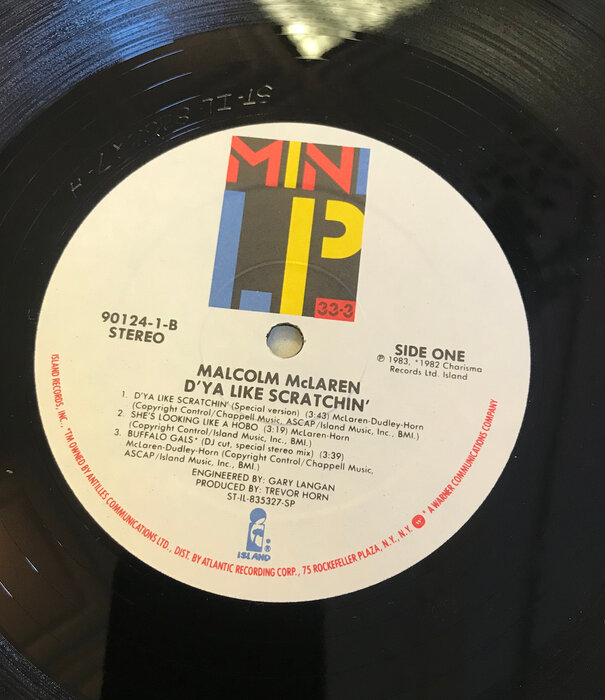 MINI
LP
33-3
90124-1-B
STEREO
SIDE ONE
℗ 1983, *1982 Charisma
Records Ltd. Island
MALCOLM McLAREN
D'YA LIKE SCRATCHIN'
1. D'YA LIKE SCRATCHIN' (Special version) (3:43) McLaren-Dudley-Horn
(Copyright Control/Chappell Music, ASCAP/Island Music, Inc., BMI.)
2. SHE'S LOOKING LIKE A HOBO (3:19) McLaren-Horn
(Copyright Control/Island Music, Inc., BMI.)
3. BUFFALO GALS* (DJ cut, special stereo mix) (3:39)
McLaren-Dudley-Horn (Copyright Control/Chappell Music,
ASCAP/Island Music, Inc., BMI.)
ENGINEERED BY: GARY LANGAN
PRODUCED BY: TREVOR HORN
ST-IL-835327-SP
ISLAND
ISLAND RECORDS, INC., *TM OWNED BY ANTILLES COMMUNICATIONS LTD., DIST. BY ATLANTIC RECORDING CORP., 75 ROCKEFELLER PLAZA, N.Y., N.Y. * A WARNER COMMUNICATIONS COMPANY
ST-IL